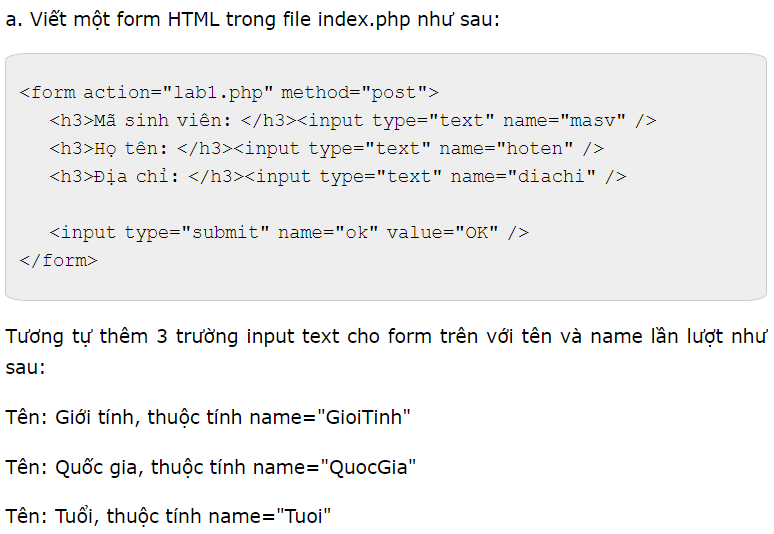 a. Viết một form HTML trong file index.php như sau:
<form action="lab1.php" method="post">
<h3>Mã sinh viên: </h3><input type="text" name="masv" />
<h3>Họ tên: </h3><input type="text" name="hoten" />
<h3>Địa chỉ: </h3><input type="text" name="diachi" />
<input type="submit" name="ok" value="OK" />
</form>
Tương tự thêm 3 trường input text cho form trên với tên và name lần lượt như
sau:
Tên: Giới tính, thuộc tính name="GioiTinh"
Tên: Quốc gia, thuộc tính name="QuocGia"
Tên: Tuổi, thuộc tính name="Tuoi"